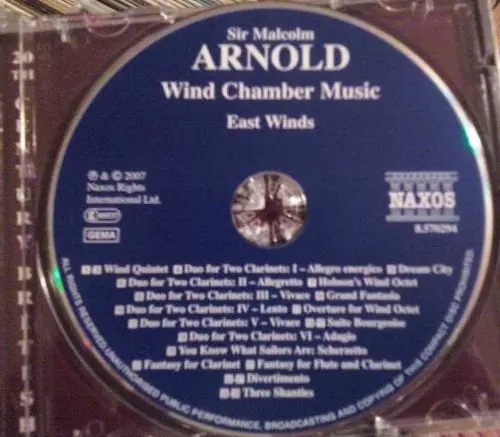 Sir Malcolm
ARNOLD
Wind Chamber Music
East Winds
℗ & © 2007
Naxos Rights
International Ltd.
GEMA
NAXOS
8.570294
Wind Quintet Duo for Two Clarinets: I – Allegro energico Dream City
Duo for Two Clarinets: II – Allegretto Hobson's Wind Octet
Duo for Two Clarinets: III – Vivace Grand Fantasia
Duo for Two Clarinets: IV – Lento Overture for Wind Octet
Duo for Two Clarinets: V – Vivace Suite Bourgeoise
Duo for Two Clarinets: VI – Adagio
You Know What Sailors Are: Scherzetto
Fantasy for Clarinet Fantasy for Flute and Clarinet
Divertimento
Three Shanties
ALL RIGHTS RESERVED. UNAUTHORISED PUBLIC PERFORMANCE, BROADCASTING AND COPYING OF THIS COMPACT DISC PROHIBITED
20TH CENTURY BRITISH